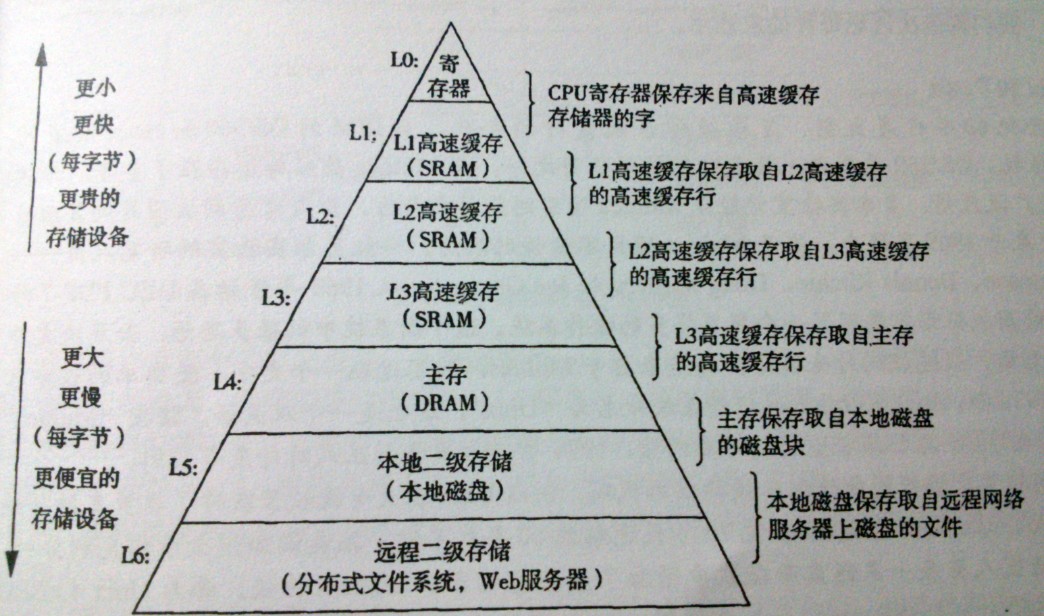 L0:
寄
存器
更小
更快
(每字节)
更贵的
存储设备
CPU寄存器保存来自高速缓存
存储器的字
L1:
L1高速缓存
(SRAM)
L1高速缓存保存取自L2高速缓存
的高速缓存行
L2:
L2高速缓存
(SRAM)
L2高速缓存保存取自L3高速缓存
的高速缓存行
L3:
L3高速缓存
(SRAM)
L3高速缓存保存取自主存
的高速缓存行
更大
更慢
(每字节)
更便宜的
存储设备
L4:
主存
(DRAM)
主存保存取自本地磁盘
的磁盘块
L5:
本地二级存储
(本地磁盘)
本地磁盘保存取自远程网络
服务器上磁盘的文件
L6:
远程二级存储
(分布式文件系统,Web服务器)